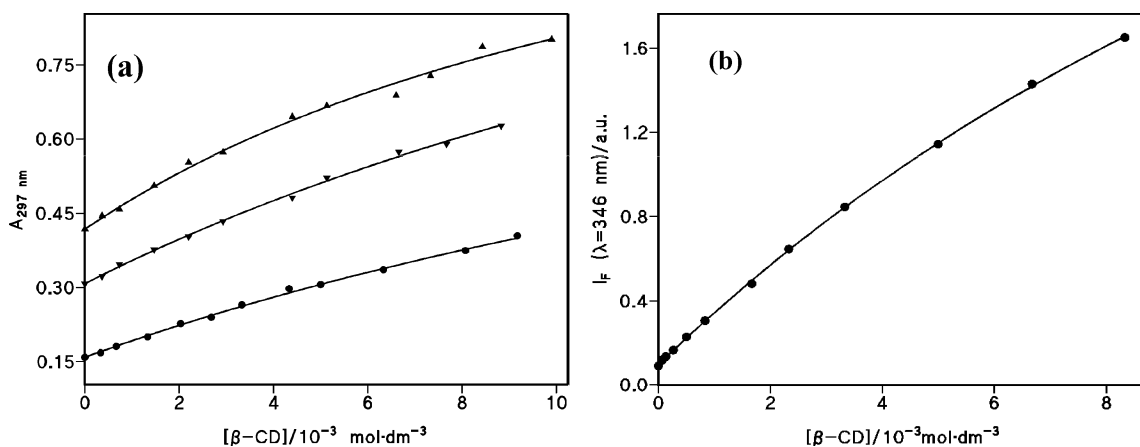 (a)
A297 nm
0.75
0.60
0.45
0.30
0.15
0 2 4 6 8 10
[β−CD]/10⁻³ mol·dm⁻³
(b)
I_F (λ=346 nm)/a.u.
1.6
1.2
0.8
0.4
0.0
0 2 4 6 8
[β−CD]/10⁻³mol·dm⁻³